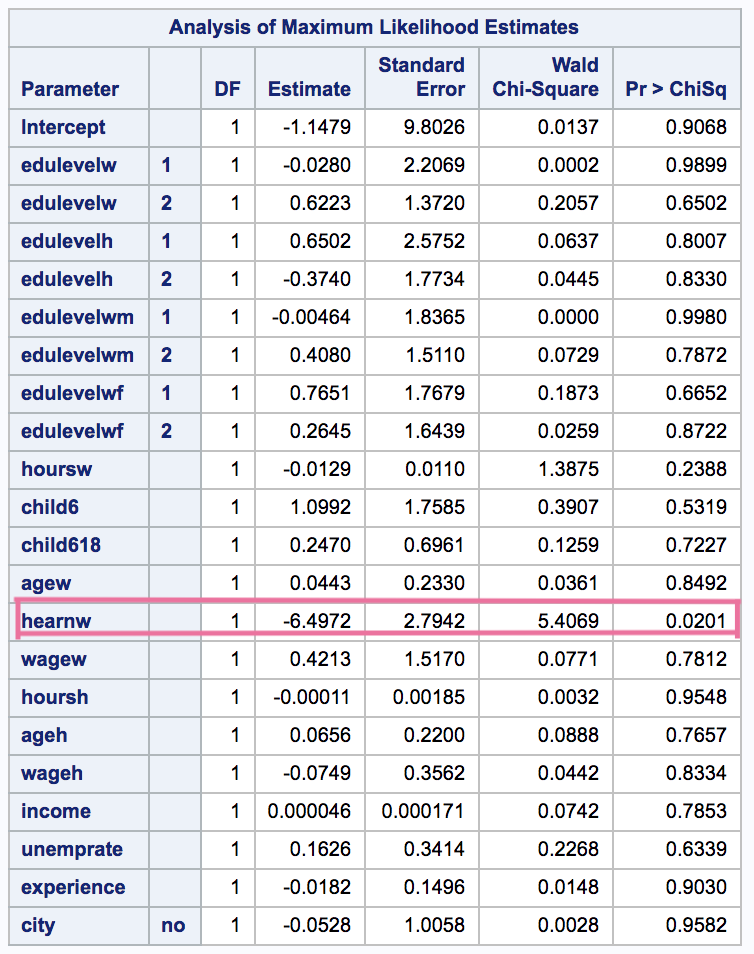 Analysis of Maximum Likelihood Estimates
Parameter DF Estimate Standard Error Wald Chi-Square Pr > ChiSq
Intercept 1 -1.1479 9.8026 0.0137 0.9068
edulevelw 1 1 -0.0280 2.2069 0.0002 0.9899
edulevelw 2 1 0.6223 1.3720 0.2057 0.6502
edulevelh 1 1 0.6502 2.5752 0.0637 0.8007
edulevelh 2 1 -0.3740 1.7734 0.0445 0.8330
edulevelwm 1 1 -0.00464 1.8365 0.0000 0.9980
edulevelwm 2 1 0.4080 1.5110 0.0729 0.7872
edulevelwf 1 1 0.7651 1.7679 0.1873 0.6652
edulevelwf 2 1 0.2645 1.6439 0.0259 0.8722
hoursw 1 -0.0129 0.0110 1.3875 0.2388
child6 1 1.0992 1.7585 0.3907 0.5319
child618 1 0.2470 0.6961 0.1259 0.7227
agew 1 0.0443 0.2330 0.0361 0.8492
hearnw 1 -6.4972 2.7942 5.4069 0.0201
wagew 1 0.4213 1.5170 0.0771 0.7812
hoursh 1 -0.00011 0.00185 0.0032 0.9548
ageh 1 0.0656 0.2200 0.0888 0.7657
wageh 1 -0.0749 0.3562 0.0442 0.8334
income 1 0.000046 0.000171 0.0742 0.7853
unemprate 1 0.1626 0.3414 0.2268 0.6339
experience 1 -0.0182 0.1496 0.0148 0.9030
city no 1 -0.0528 1.0058 0.0028 0.9582